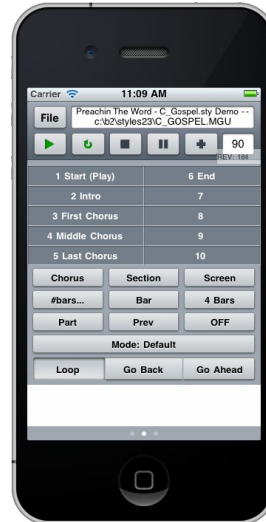 Carrier 11:09 AM
File
Preachin The Word - C_Gospel.sty Demo --
c:\b2\styles23\C_GOSPEL.MGU
90
REV: 184
1 Start (Play) 6 End
2 Intro 7
3 First Chorus 8
4 Middle Chorus 9
5 Last Chorus 10
Chorus Section Screen
#bars... Bar 4 Bars
Part Prev OFF
Mode: Default
Loop Go Back Go Ahead